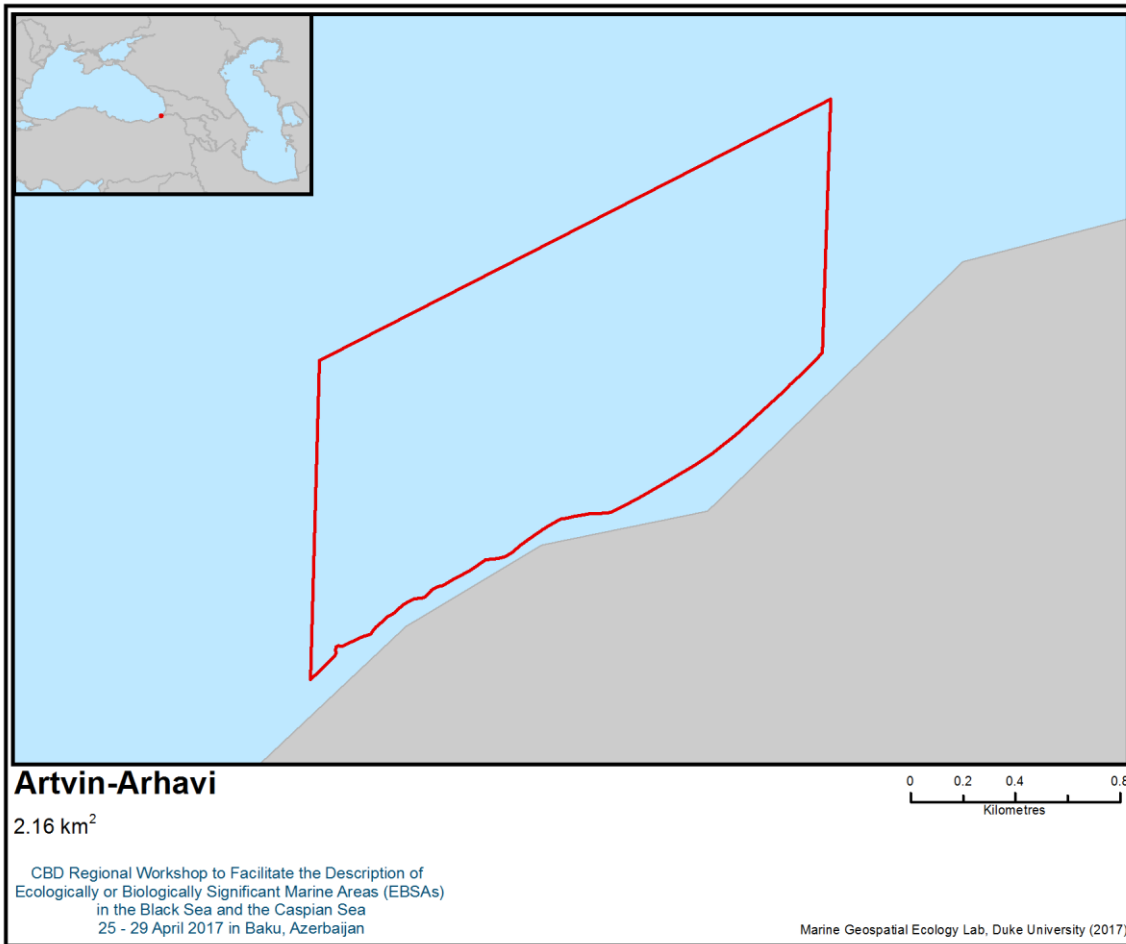 Artvin-Arhavi
2.16 km²
0 0.2 0.4 0.8
Kilometres
CBD Regional Workshop to Facilitate the Description of
Ecologically or Biologically Significant Marine Areas (EBSAs)
in the Black Sea and the Caspian Sea
25 - 29 April 2017 in Baku, Azerbaijan
Marine Geospatial Ecology Lab, Duke University (2017)